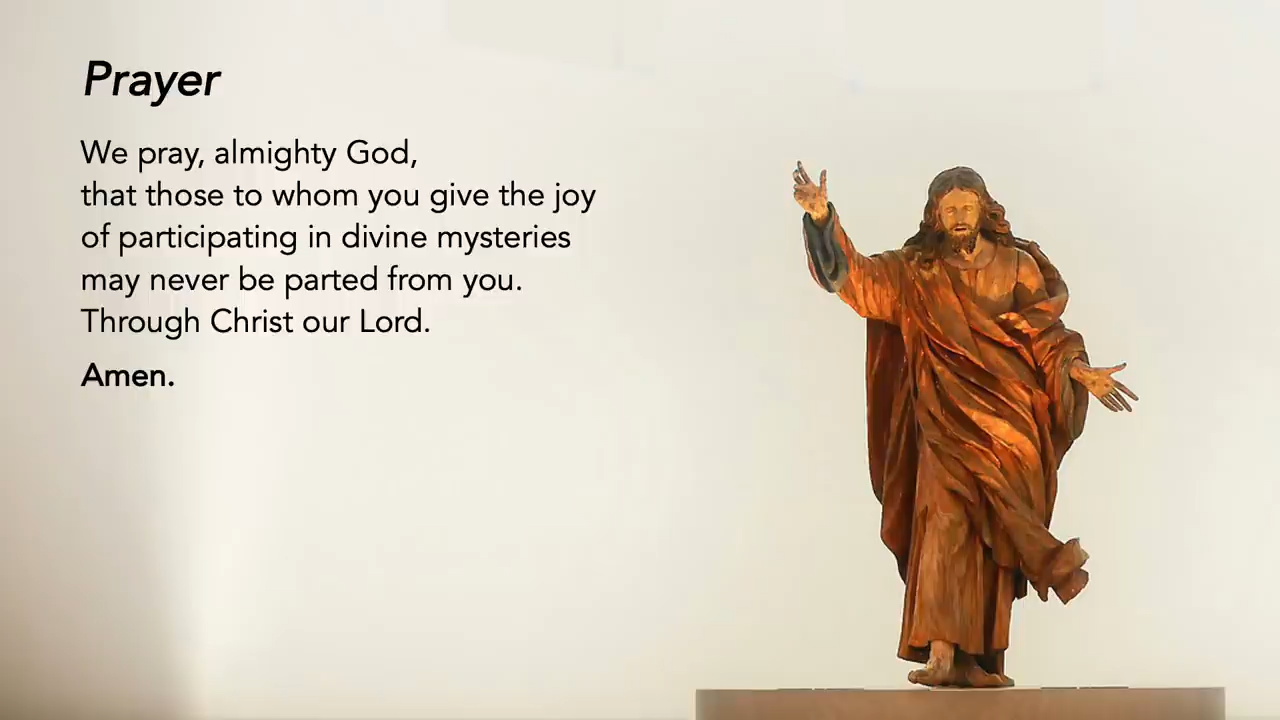 Prayer
We pray, almighty God,
that those to whom you give the joy
of participating in divine mysteries
may never be parted from you.
Through Christ our Lord.
Amen.